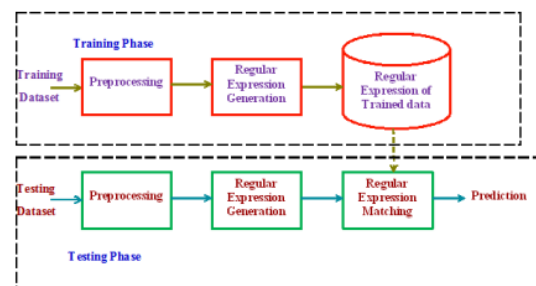 Training Phase
Training
Dataset
Preprocessing
Regular
Expression
Generation
Regular
Expression of
Trained data
Testing
Dataset
Preprocessing
Regular
Expression
Generation
Regular
Expression
Matching
Prediction
Testing Phase